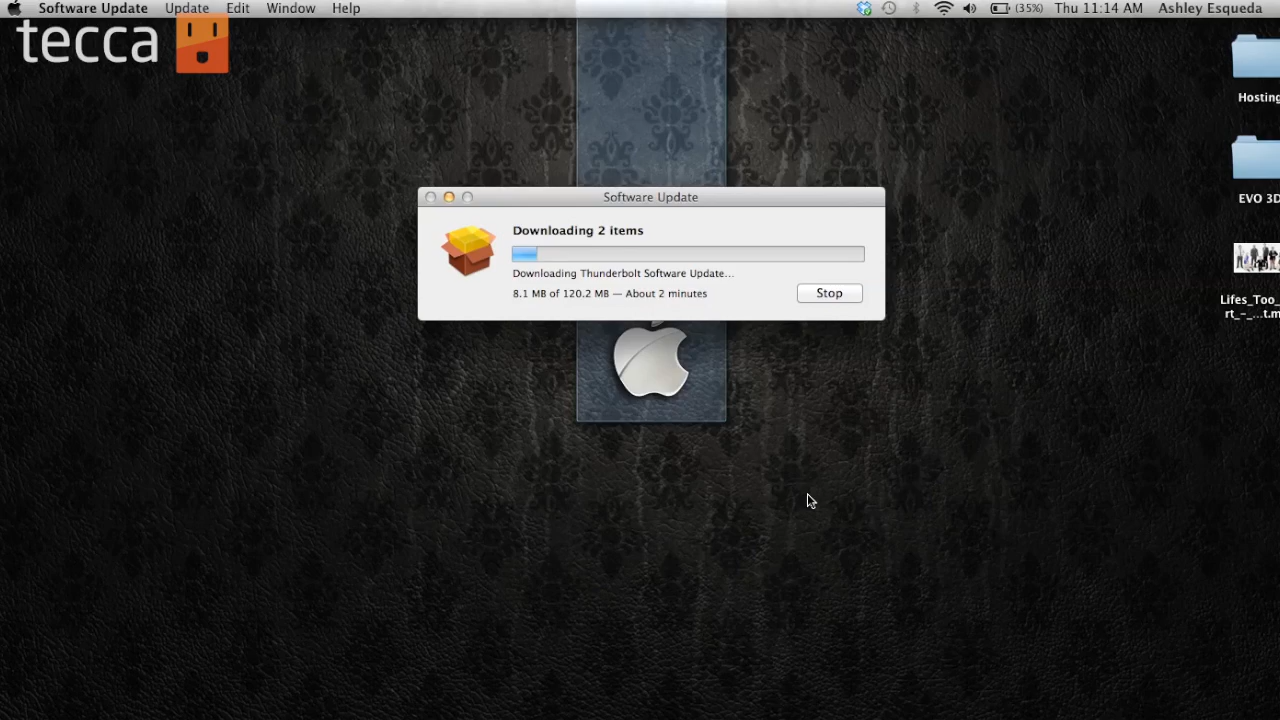 Software Update Update Edit Window Help (35%) Thu 11:14 AM Ashley Esqueda
tecca
Hosting
EVO 3D
Lifes_Too_
rt_-_...t.m
Software Update
Downloading 2 items
Downloading Thunderbolt Software Update...
8.1 MB of 120.2 MB — About 2 minutes
Stop